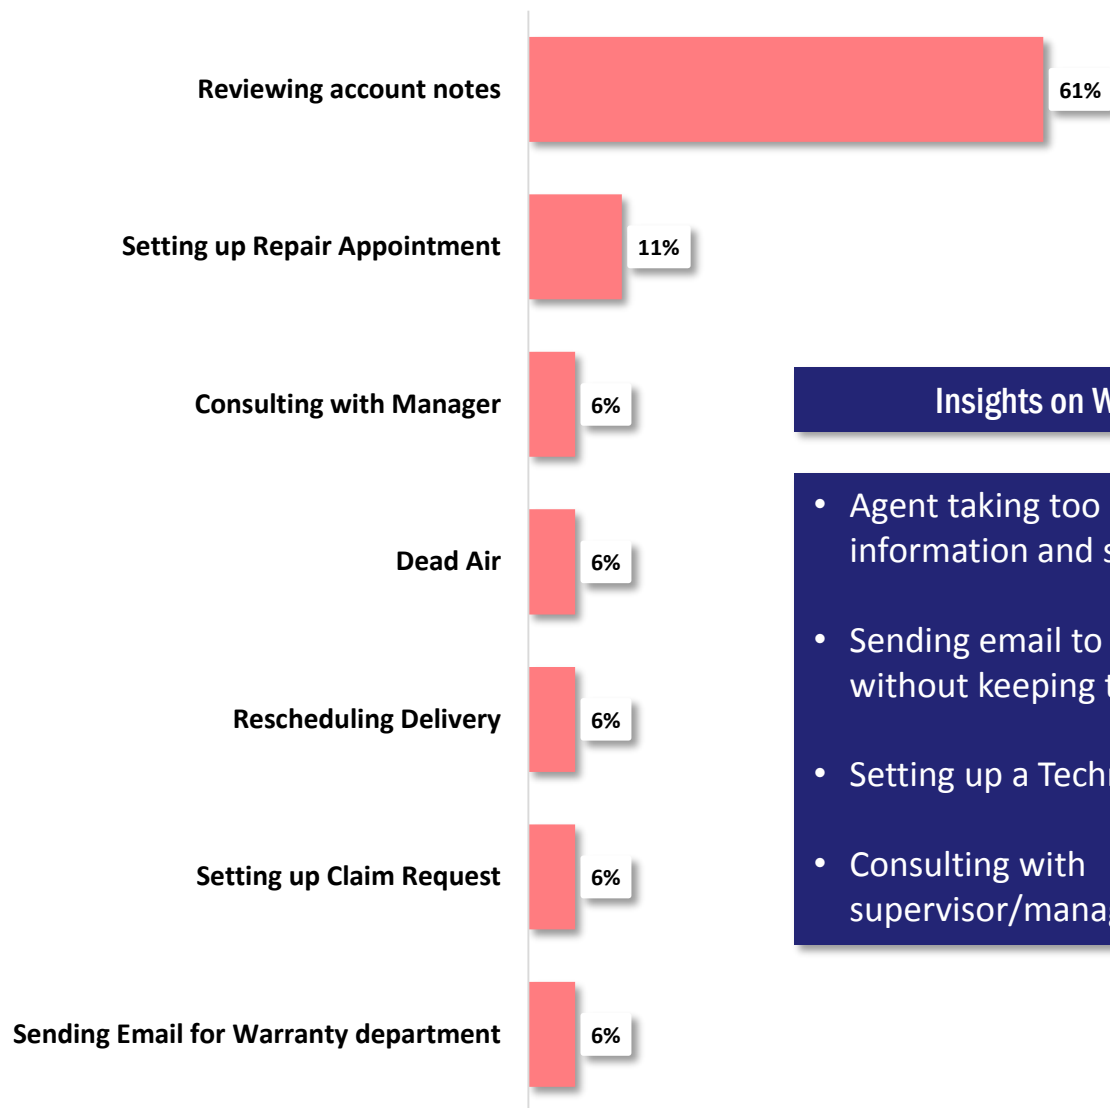 Reviewing account notes
61%
Setting up Repair Appointment
11%
Consulting with Manager
6%
Dead Air
6%
Rescheduling Delivery
6%
Setting up Claim Request
6%
Sending Email for Warranty department
6%
Insights on
• Agent taking too
information and
• Sending email to
without keeping
• Setting up a
• Consulting with